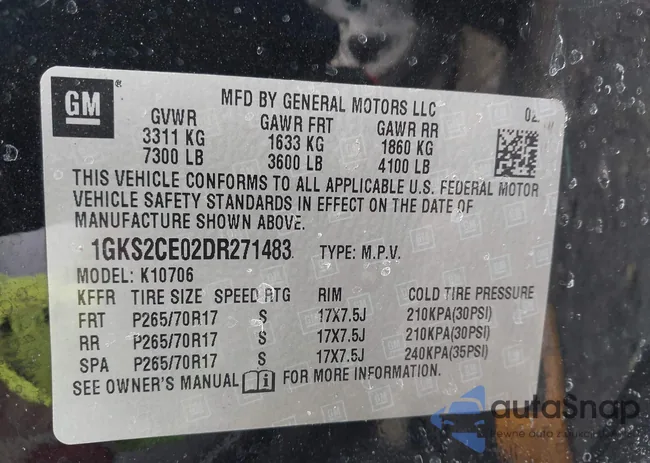 GM ®
MFD BY GENERAL MOTORS LLC
GVWR GAWR FRT GAWR RR
3311 KG 1633 KG 1860 KG
7300 LB 3600 LB 4100 LB
THIS VEHICLE CONFORMS TO ALL APPLICABLE U.S. FEDERAL MOTOR
VEHICLE SAFETY STANDARDS IN EFFECT ON THE DATE OF
MANUFACTURE SHOWN ABOVE.
1GKS2CE02DR271483 TYPE: M.P.V.
MODEL: K10706
KFFR TIRE SIZE SPEED RTG RIM COLD TIRE PRESSURE
FRT P265/70R17 S 17X7.5J 210KPA(30PSI)
RR P265/70R17 S 17X7.5J 210KPA(30PSI)
SPA P265/70R17 S 17X7.5J 240KPA(35PSI)
SEE OWNER'S MANUAL FOR MORE INFORMATION.
autaSnap
pewne auto z